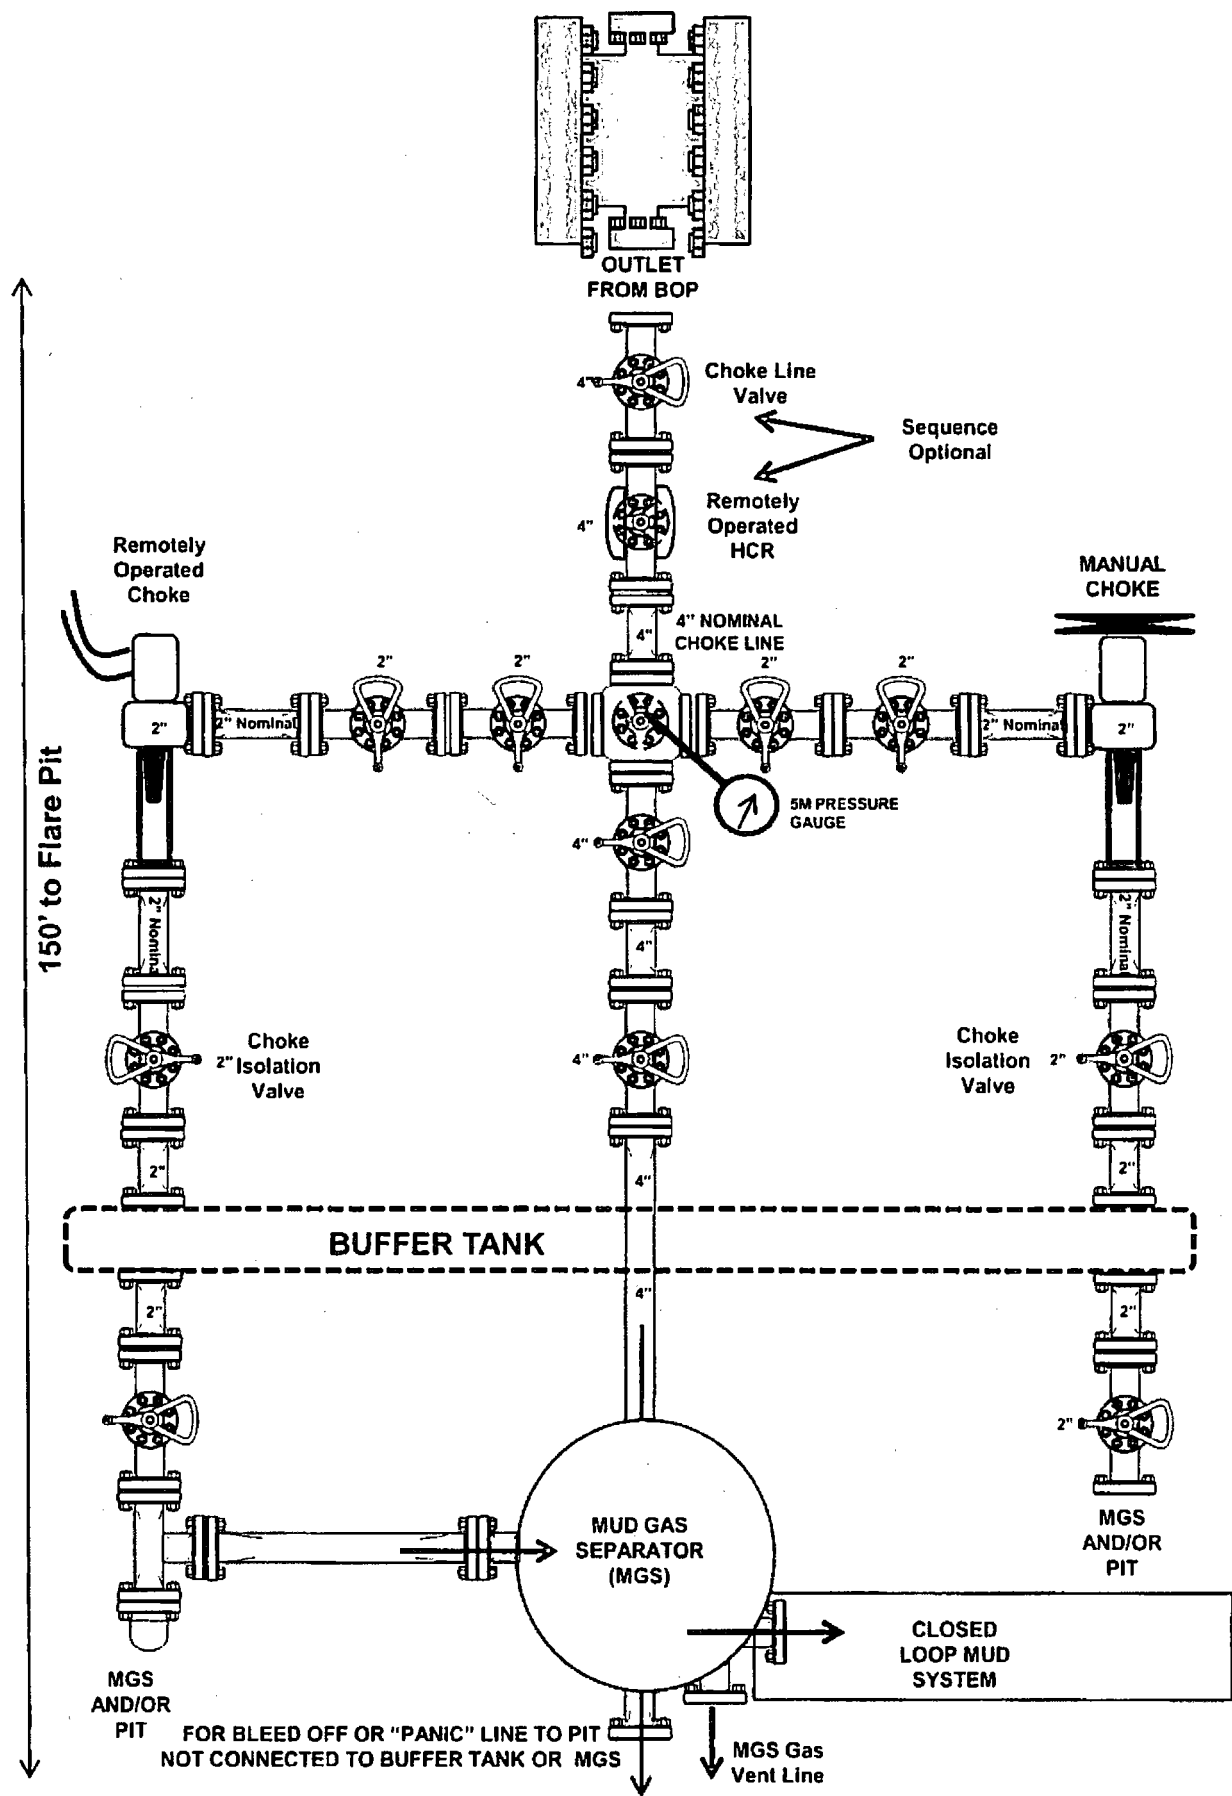 OUTLET
FROM BOP
4"
Choke Line
Valve
Sequence
Optional
4"
Remotely
Operated
HCR
Remotely
Operated
Choke
MANUAL
CHOKE
4"
4" NOMINAL
CHOKE LINE
2"
2"
2"
2"
2"
2" Nominal
2" Nominal
2"
5M PRESSURE
GAUGE
4"
150' to Flare Pit
2" Nominal
4"
2" Nominal
Choke
2" Isolation
Valve
4"
Choke
Isolation
Valve
2"
2"
4"
2"
BUFFER TANK
2"
4"
2"
2"
MUD GAS
SEPARATOR
(MGS)
MGS
AND/OR
PIT
CLOSED
LOOP MUD
SYSTEM
MGS
AND/OR
PIT
FOR BLEED OFF OR "PANIC" LINE TO PIT
NOT CONNECTED TO BUFFER TANK OR MGS
MGS Gas
Vent Line